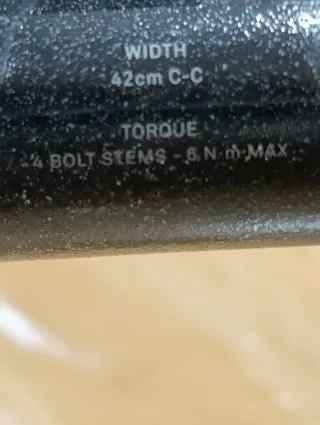 WIDTH
42cm C-C
TORQUE
4 BOLT STEMS - 6 N·m MAX